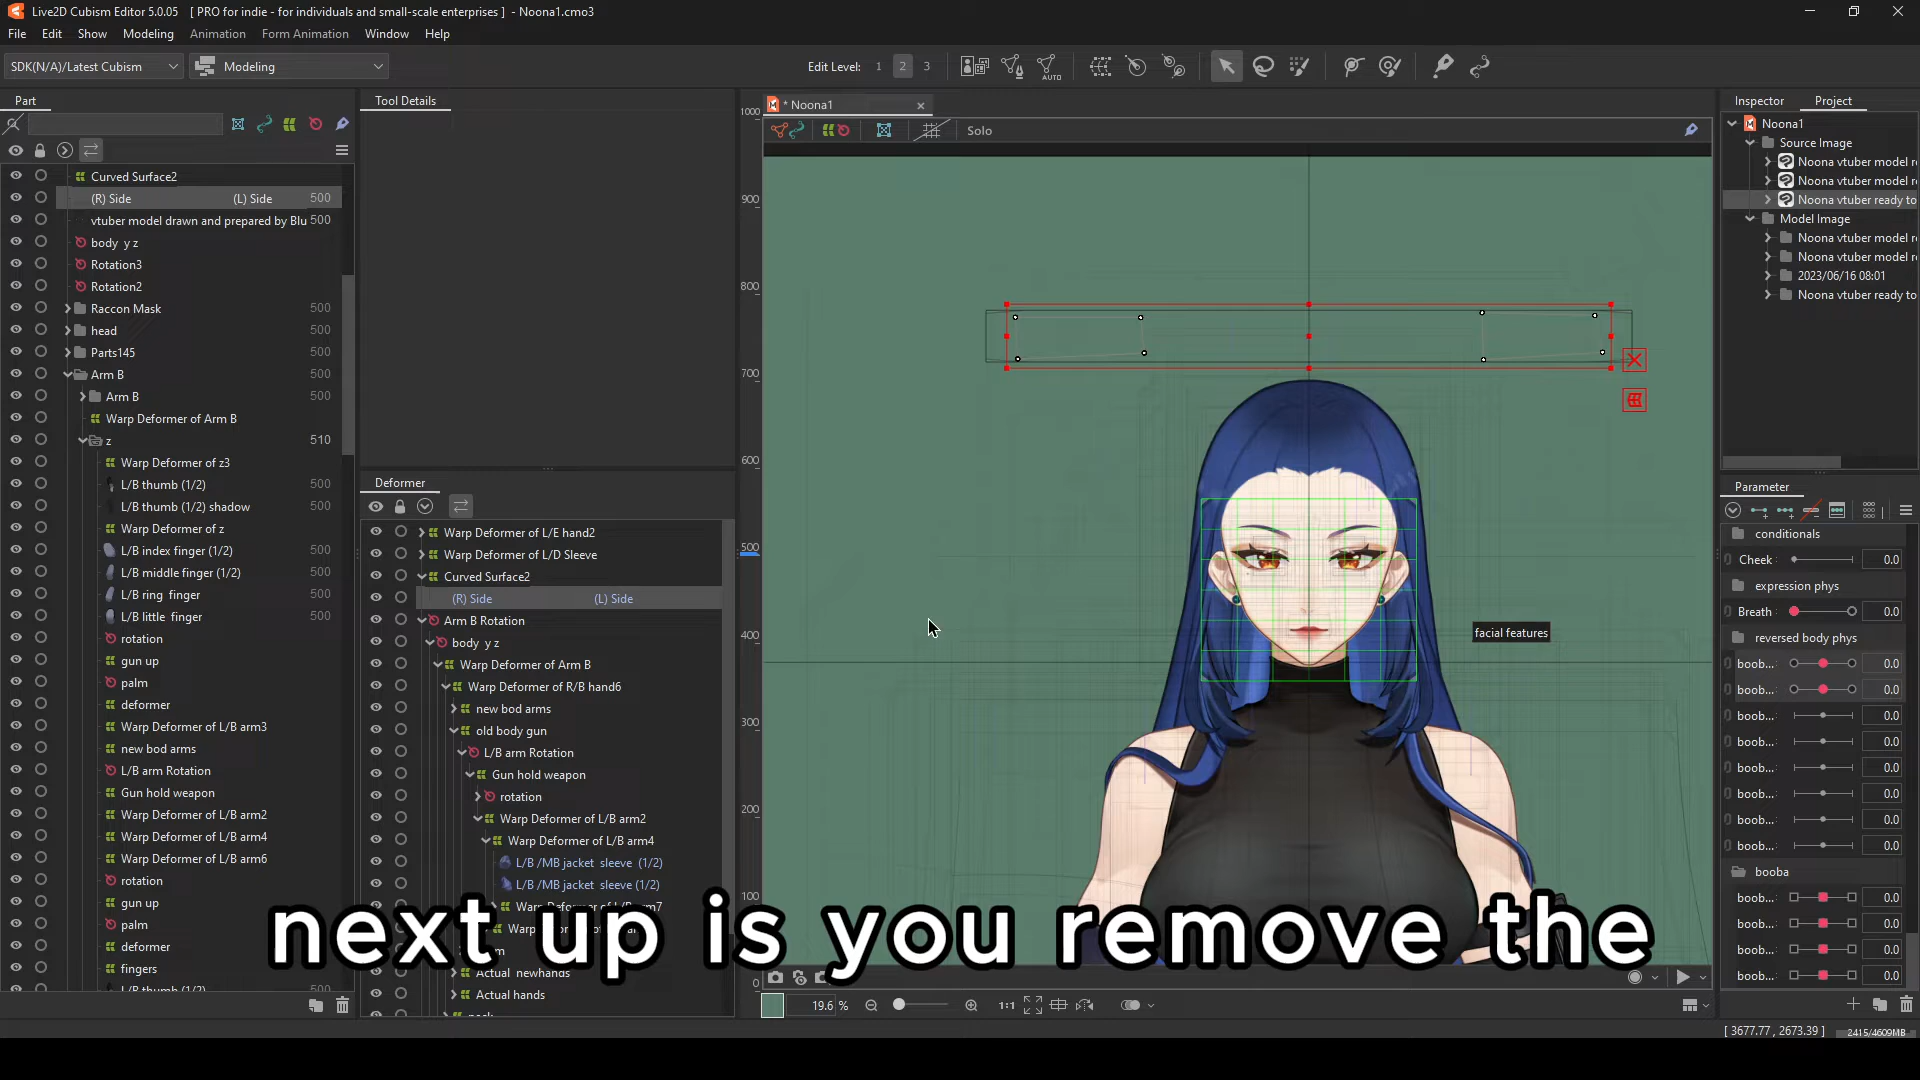 Live2D Cubism Editor 5.0.05 [ PRO for indie - for individuals and small-scale enterprises ] - Noona1.cmo3
File Edit Show Modeling Animation Form Animation Window Help
SDK(N/A)/Latest Cubism Modeling Edit Level: 1 2 3 AUTO
Part
Curved Surface2
(R) Side (L) Side 500
vtuber model drawn and prepared by Blu 500
body y z
Rotation3
Rotation2
Raccon Mask 500
head 500
Parts145 500
Arm B 500
Arm B 500
Warp Deformer of Arm B
z 510
Warp Deformer of z3
L/B thumb (1/2) 500
L/B thumb (1/2) shadow 500
Warp Deformer of z
L/B index finger (1/2) 500
L/B middle finger (1/2) 500
L/B ring finger 500
L/B little finger 500
rotation
gun up
palm
deformer
Warp Deformer of L/B arm3
new bod arms
L/B arm Rotation
Gun hold weapon
Warp Deformer of L/B arm2
Warp Deformer of L/B arm4
Warp Deformer of L/B arm6
rotation
gun up
palm
deformer
fingers
Tool Details
Deformer
Warp Deformer of L/E hand2
Warp Deformer of L/D Sleeve
Curved Surface2
(R) Side (L) Side
Arm B Rotation
body y z
Warp Deformer of Arm B
Warp Deformer of R/B hand6
new bod arms
old body gun
L/B arm Rotation
Gun hold weapon
rotation
Warp Deformer of L/B arm2
Warp Deformer of L/B arm4
L/B /MB jacket sleeve (1/2)
L/B /MB jacket sleeve (1/2)
Actual newhands
Actual hands
* Noona1
Solo
1000
900
800
700
600
500
400
300
200
100
0
facial features
next up is you remove the
19.6 % 1:1
Inspector Project
Noona1
Source Image
Noona vtuber model r
Noona vtuber model r
Noona vtuber ready to
Model Image
Noona vtuber model r
Noona vtuber model r
2023/06/16 08:01
Noona vtuber ready to
Parameter
conditionals
Cheek 0.0
expression phys
Breath 0.0
reversed body phys
boob... 0.0
boob... 0.0
boob... 0.0
boob... 0.0
boob... 0.0
boob... 0.0
boob... 0.0
boob... 0.0
booba
boob... 0.0
boob... 0.0
boob... 0.0
boob... 0.0
[ 3677.77 , 2673.39 ] 2415/4609MB